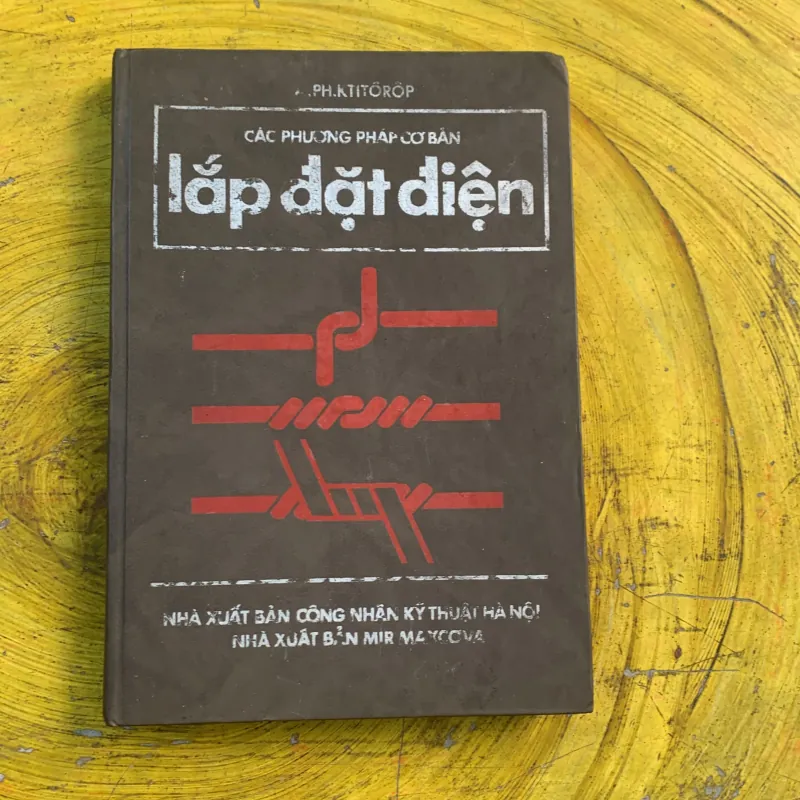 .PH.KTITÔRÔP
CÁC PHƯƠNG PHÁP CƠ BẢN
lắp đặt điện
NHÀ XUẤT BẢN CÔNG NHÂN KỸ THUẬT HÀ NỘI
NHÀ XUẤT BẢN MIR MAXCOVA